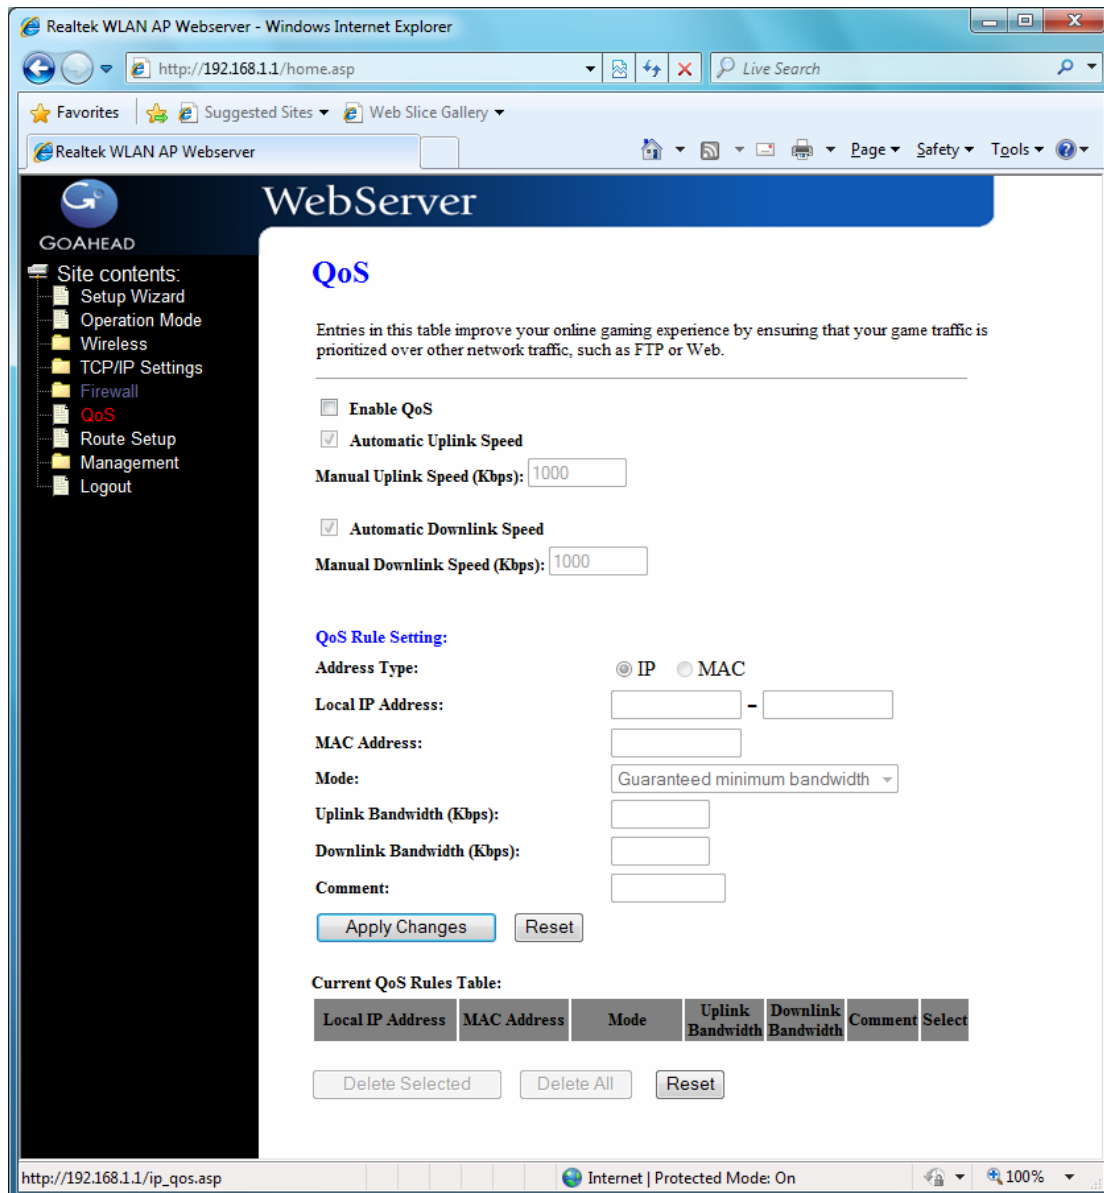 Realtek WLAN AP Webserver - Windows Internet Explorer
http://192.168.1.1/home.asp
Live Search
Favorites
Suggested Sites
Web Slice Gallery
Realtek WLAN AP Webserver
Page
Safety
Tools
WebServer
GOAHEAD
Site contents:
Setup Wizard
Operation Mode
Wireless
TCP/IP Settings
Firewall
QoS
Route Setup
Management
Logout
QoS
Entries in this table improve your online gaming experience by ensuring that your game traffic is
prioritized over other network traffic, such as FTP or Web.
Enable QoS
Automatic Uplink Speed
Manual Uplink Speed (Kbps): 1000
Automatic Downlink Speed
Manual Downlink Speed (Kbps): 1000
QoS Rule Setting:
Address Type: IP MAC
Local IP Address: –
MAC Address:
Mode: Guaranteed minimum bandwidth
Uplink Bandwidth (Kbps):
Downlink Bandwidth (Kbps):
Comment:
Apply Changes Reset
Current QoS Rules Table:
Local IP Address MAC Address Mode Uplink Bandwidth Downlink Bandwidth Comment Select
Delete Selected Delete All Reset
http://192.168.1.1/ip_qos.asp Internet | Protected Mode: On 100%